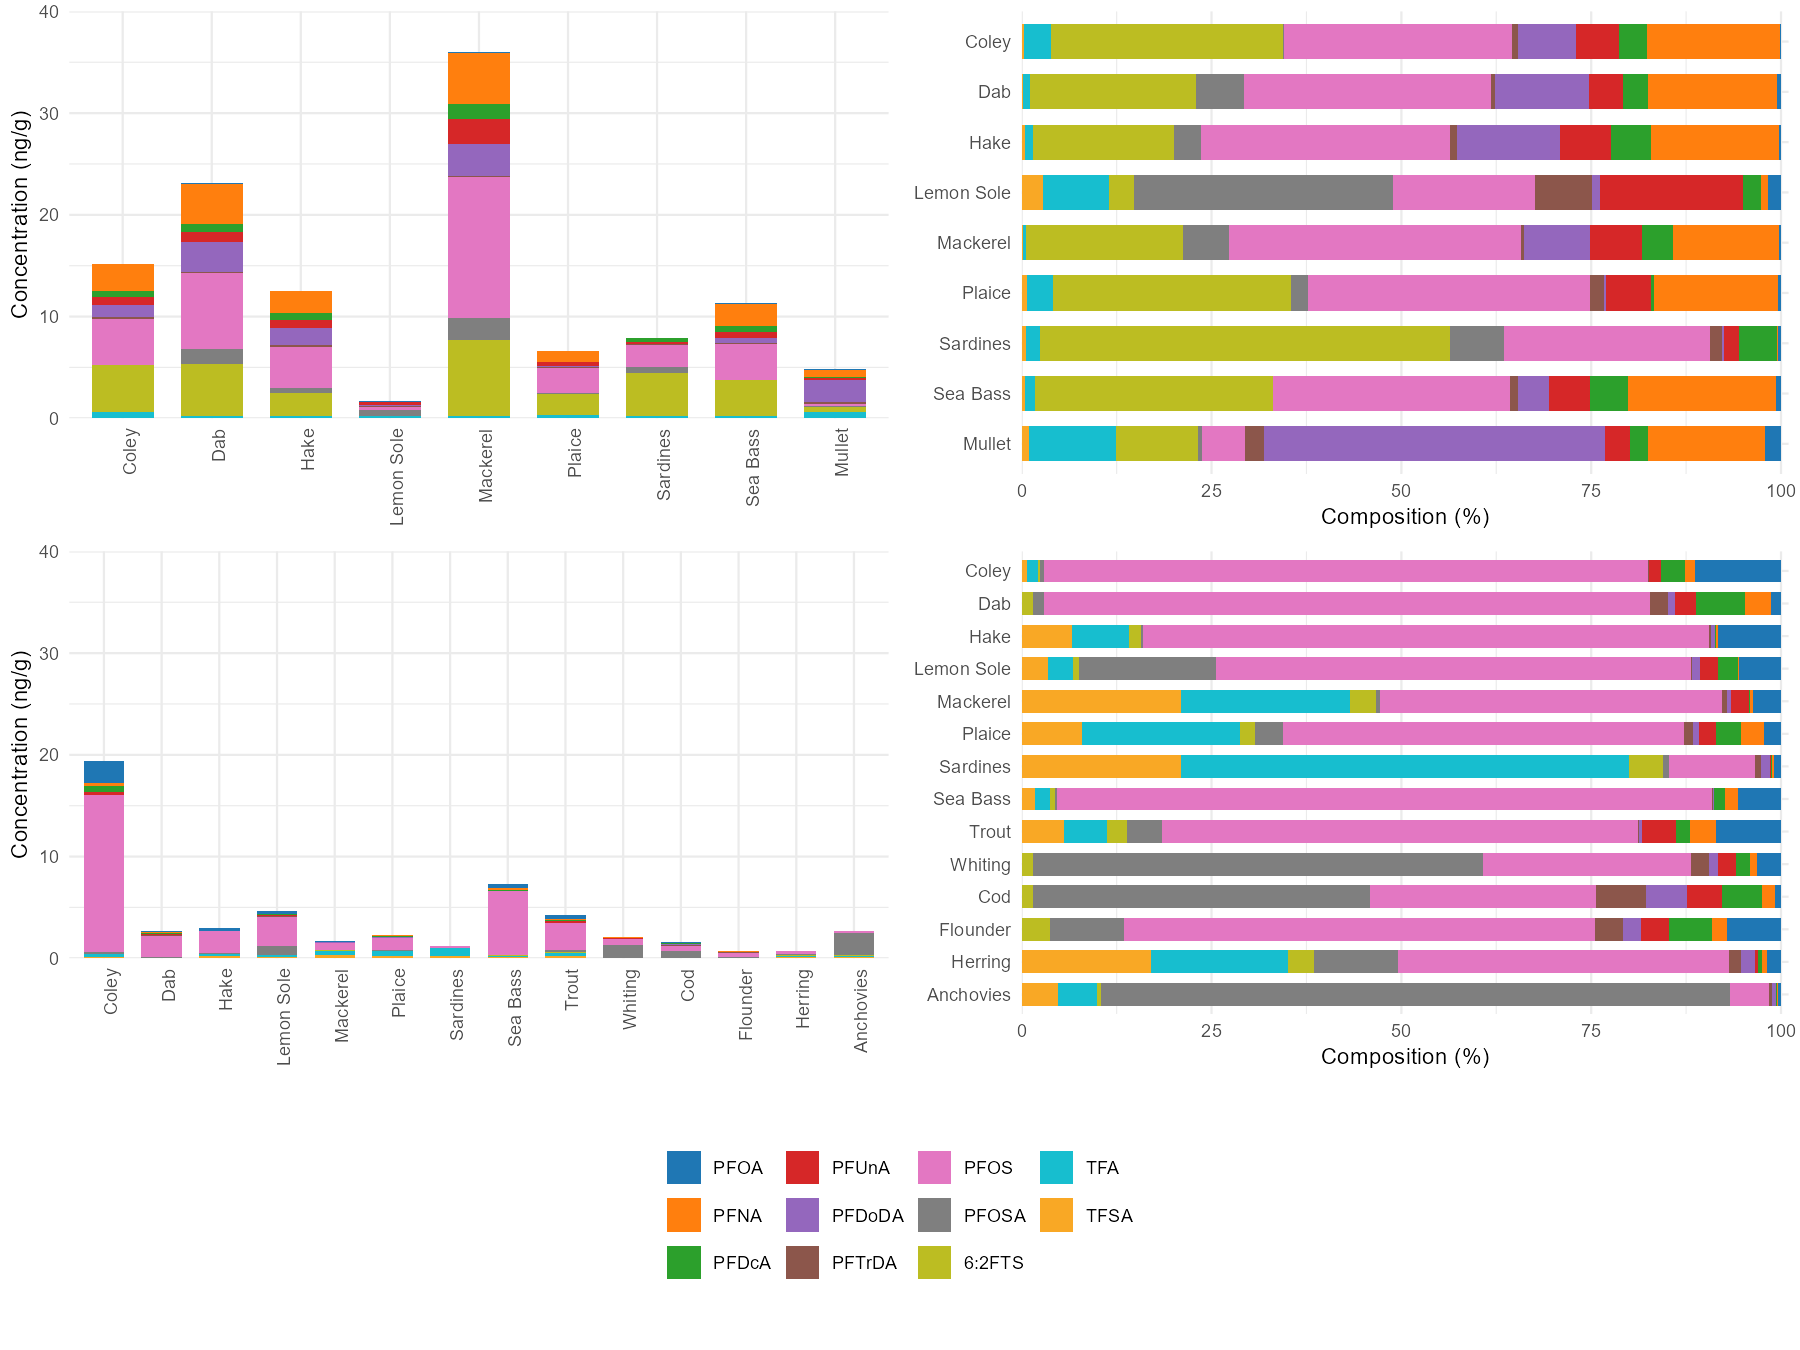 40
30
20
10
0
Concentration (ng/g)
Coley
Dab
Hake
Lemon Sole
Mackerel
Plaice
Sardines
Sea Bass
Mullet
Coley
Dab
Hake
Lemon Sole
Mackerel
Plaice
Sardines
Sea Bass
Mullet
0 25 50 75 100
Composition (%)
40
30
20
10
0
Concentration (ng/g)
Coley
Dab
Hake
Lemon Sole
Mackerel
Plaice
Sardines
Sea Bass
Trout
Whiting
Cod
Flounder
Herring
Anchovies
Coley
Dab
Hake
Lemon Sole
Mackerel
Plaice
Sardines
Sea Bass
Trout
Whiting
Cod
Flounder
Herring
Anchovies
0 25 50 75 100
Composition (%)
PFOA PFUnA PFOS TFA
PFNA PFDoDA PFOSA TFSA
PFDcA PFTrDA 6:2FTS